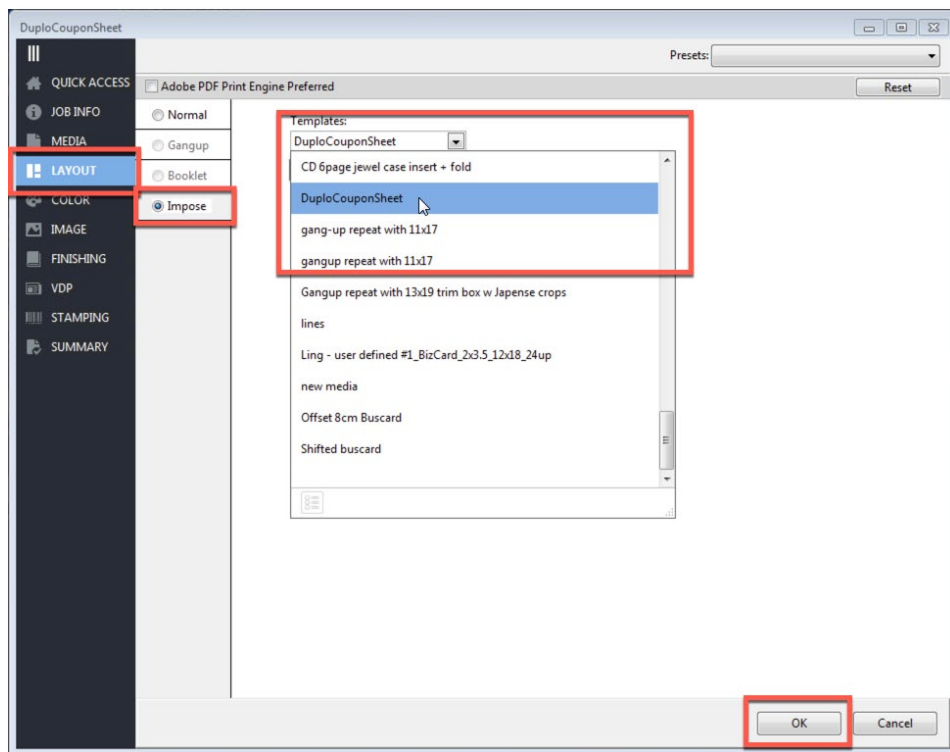 DuploCouponSheet
Presets:
QUICK ACCESS
Adobe PDF Print Engine Preferred
Reset
JOB INFO
Normal
Templates:
MEDIA
Gangup
DuploCouponSheet
LAYOUT
Booklet
CD 6page jewel case insert + fold
COLOR
Impose
DuploCouponSheet
IMAGE
gang-up repeat with 11x17
FINISHING
gangup repeat with 11x17
VDP
Gangup repeat with 13x19 trim box w Japense crops
STAMPING
lines
SUMMARY
Ling - user defined #1_BizCard_2x3.5_12x18_24up
new media
Offset 8cm Buscard
Shifted buscard
OK
Cancel